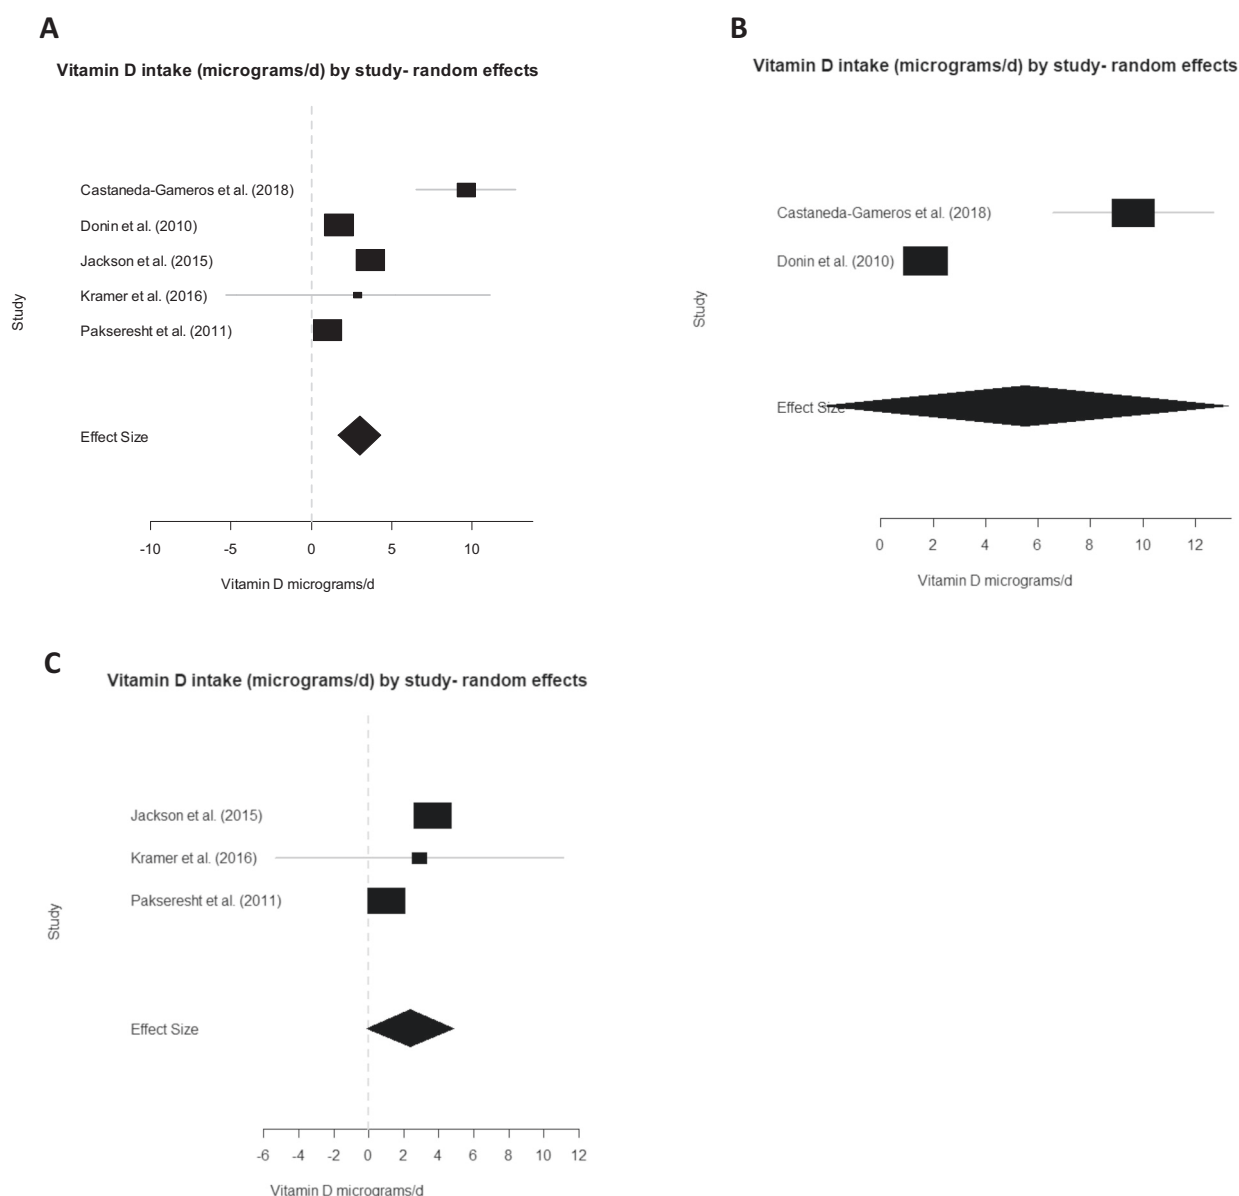 A
Vitamin D intake (micrograms/d) by study- random effects
Castaneda-Gameros et al. (2018)
Donin et al. (2010)
Jackson et al. (2015)
Kramer et al. (2016)
Pakseresht et al. (2011)
Study
Effect Size
-10 -5 0 5 10
Vitamin D micrograms/d
B
Vitamin D intake (micrograms/d) by study- random effects
Castaneda-Gameros et al. (2018)
Donin et al. (2010)
Study
Effect Size
0 2 4 6 8 10 12
Vitamin D micrograms/d
C
Vitamin D intake (micrograms/d) by study- random effects
Jackson et al. (2015)
Kramer et al. (2016)
Pakseresht et al. (2011)
Study
Effect Size
-6 -4 -2 0 2 4 6 8 10 12
Vitamin D micrograms/d